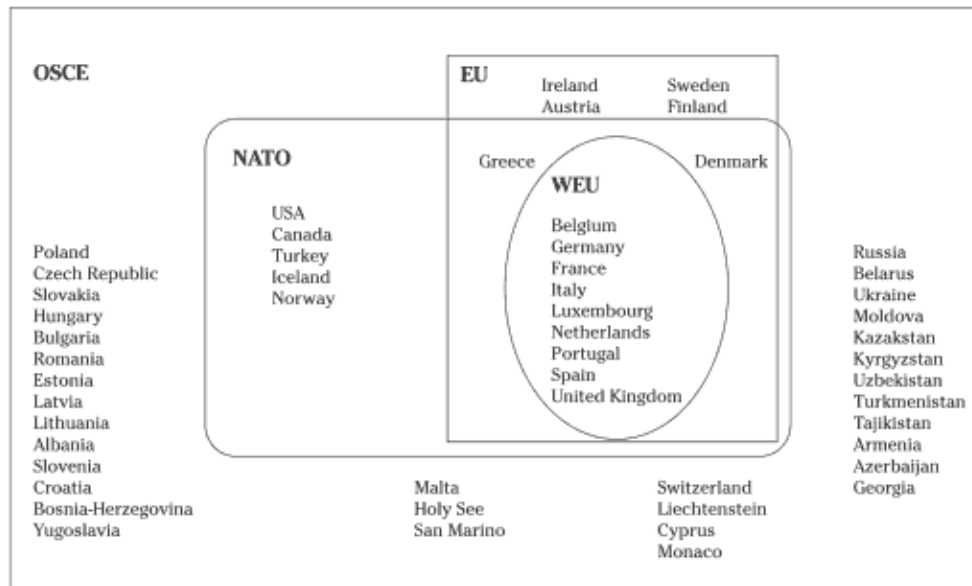 OSCE
EU
Ireland
Austria
Sweden
Finland
NATO
Greece
Denmark
WEU
USA
Canada
Turkey
Iceland
Norway
Belgium
Germany
France
Italy
Luxembourg
Netherlands
Portugal
Spain
United Kingdom
Poland
Czech Republic
Slovakia
Hungary
Bulgaria
Romania
Estonia
Latvia
Lithuania
Albania
Slovenia
Croatia
Bosnia-Herzegovina
Yugoslavia
Malta
Holy See
San Marino
Switzerland
Liechtenstein
Cyprus
Monaco
Russia
Belarus
Ukraine
Moldova
Kazakstan
Kyrgyzstan
Uzbekistan
Turkmenistan
Tajikistan
Armenia
Azerbaijan
Georgia